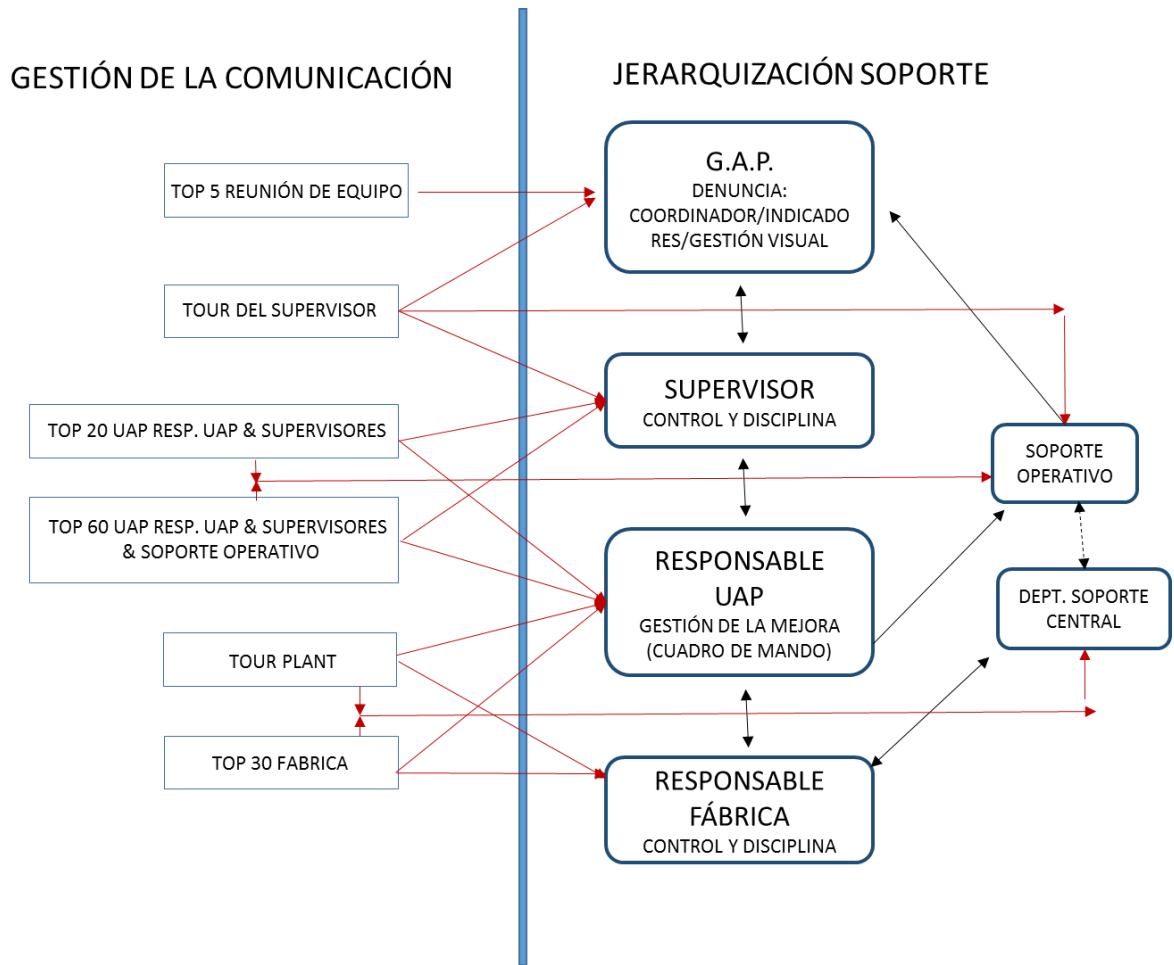 GESTIÓN DE LA COMUNICACIÓN
JERARQUIZACIÓN SOPORTE
TOP 5 REUNIÓN DE EQUIPO
TOUR DEL SUPERVISOR
TOP 20 UAP RESP. UAP & SUPERVISORES
TOP 60 UAP RESP. UAP & SUPERVISORES
& SOPORTE OPERATIVO
TOUR PLANT
TOP 30 FABRICA
G.A.P.
DENUNCIA:
COORDINADOR/INDICADO
RES/GESTIÓN VISUAL
SUPERVISOR
CONTROL Y DISCIPLINA
RESPONSABLE
UAP
GESTIÓN DE LA MEJORA
(CUADRO DE MANDO)
RESPONSABLE
FÁBRICA
CONTROL Y DISCIPLINA
SOPORTE
OPERATIVO
DEPT. SOPORTE
CENTRAL